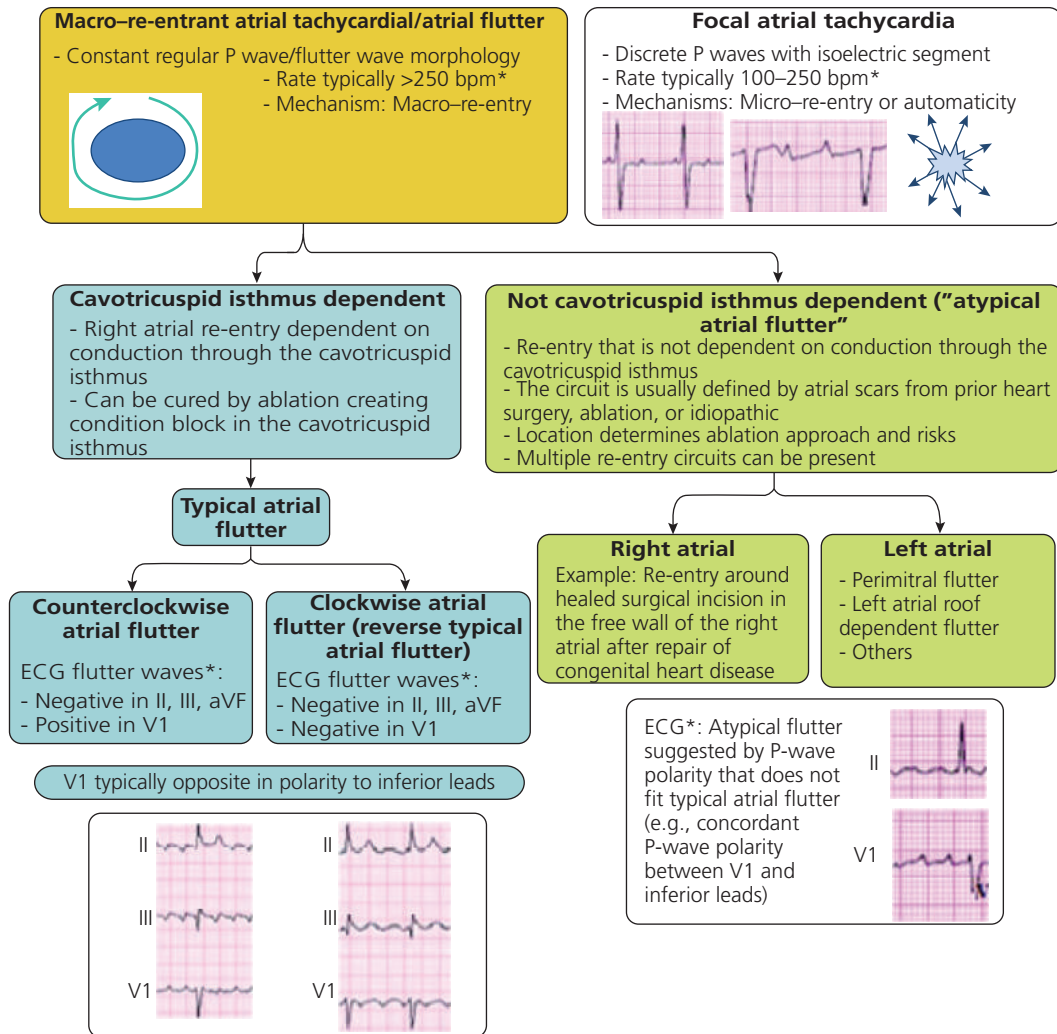 Macro–re-entrant atrial tachycardial/atrial flutter
- Constant regular P wave/flutter wave morphology
- Rate typically >250 bpm*
- Mechanism: Macro–re-entry
Focal atrial tachycardia
- Discrete P waves with isoelectric segment
- Rate typically 100–250 bpm*
- Mechanisms: Micro–re-entry or automaticity
Cavotricuspid isthmus dependent
- Right atrial re-entry dependent on
conduction through the cavotricuspid
isthmus
- Can be cured by ablation creating
condition block in the cavotricuspid
isthmus
Not cavotricuspid isthmus dependent ("atypical
atrial flutter"
- Re-entry that is not dependent on conduction through the
cavotricuspid isthmus
- The circuit is usually defined by atrial scars from prior heart
surgery, ablation, or idiopathic
- Location determines ablation approach and risks
- Multiple re-entry circuits can be present
Typical atrial
flutter
Counterclockwise
atrial flutter
ECG flutter waves*:
- Negative in II, III, aVF
- Positive in V1
Clockwise atrial
flutter (reverse typical
atrial flutter)
ECG flutter waves*:
- Negative in II, III, aVF
- Negative in V1
Right atrial
Example: Re-entry around
healed surgical incision in
the free wall of the right
atrial after repair of
congenital heart disease
Left atrial
- Perimitral flutter
- Left atrial roof
dependent flutter
- Others
V1 typically opposite in polarity to inferior leads
II
III
V1
II
III
V1
ECG*: Atypical flutter
suggested by P-wave
polarity that does not
fit typical atrial flutter
(e.g., concordant
P-wave polarity
between V1 and
inferior leads)
II
V1